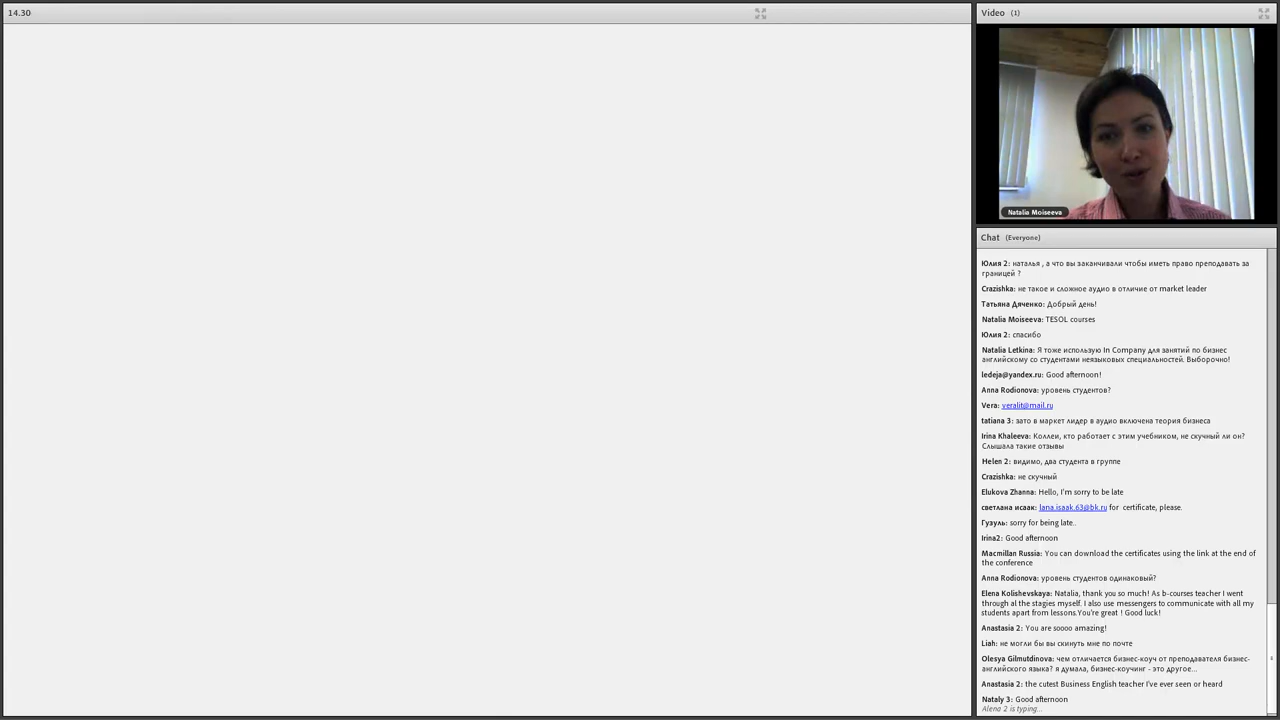 14.30
Video (1)
Natalia Moiseeva
Chat (Everyone)
Юлия 2: наталья , а что вы заканчивали чтобы иметь право преподавать за
границей ?
Crazishka: не такое и сложное аудио в отличие от market leader
Татьяна Дяченко: Добрый день!
Natalia Moiseeva: TESOL courses
Юлия 2: спасибо
Natalia Letkina: Я тоже использую In Company для занятий по бизнес
английскому со студентами неязыковых специальностей. Выборочно!
ledeja@yandex.ru: Good afternoon!
Anna Rodionova: уровень студентов?
Vera: veralit@mail.ru
tatiana 3: зато в маркет лидер в аудио включена теория бизнеса
Irina Khaleeva: Коллеи, кто работает с этим учебником, не скучный ли он?
Слышала такие отзывы
Helen 2: видимо, два студента в группе
Crazishka: не скучный
Elukova Zhanna: Hello, I'm sorry to be late
светлана исаак: lana.isaak.63@bk.ru for certificate, please.
Гузуль: sorry for being late..
Irina2: Good afternoon
Macmillan Russia: You can download the certificates using the link at the end of
the conference
Anna Rodionova: уровень студентов одинаковый?
Elena Kolishevskaya: Natalia, thank you so much! As b-courses teacher I went
through al the stagies myself. I also use messengers to communicate with all my
students apart from lessons.You're great ! Good luck!
Anastasia 2: You are soooo amazing!
Liah: не могли бы вы скинуть мне по почте
Olesya Gilmutdinova: чем отличается бизнес-коуч от преподавателя бизнес-
английского языка? я думала, бизнес-коучинг - это другое...
Anastasia 2: the cutest Business English teacher I've ever seen or heard
Nataly 3: Good afternoon
Alena 2 is typing...